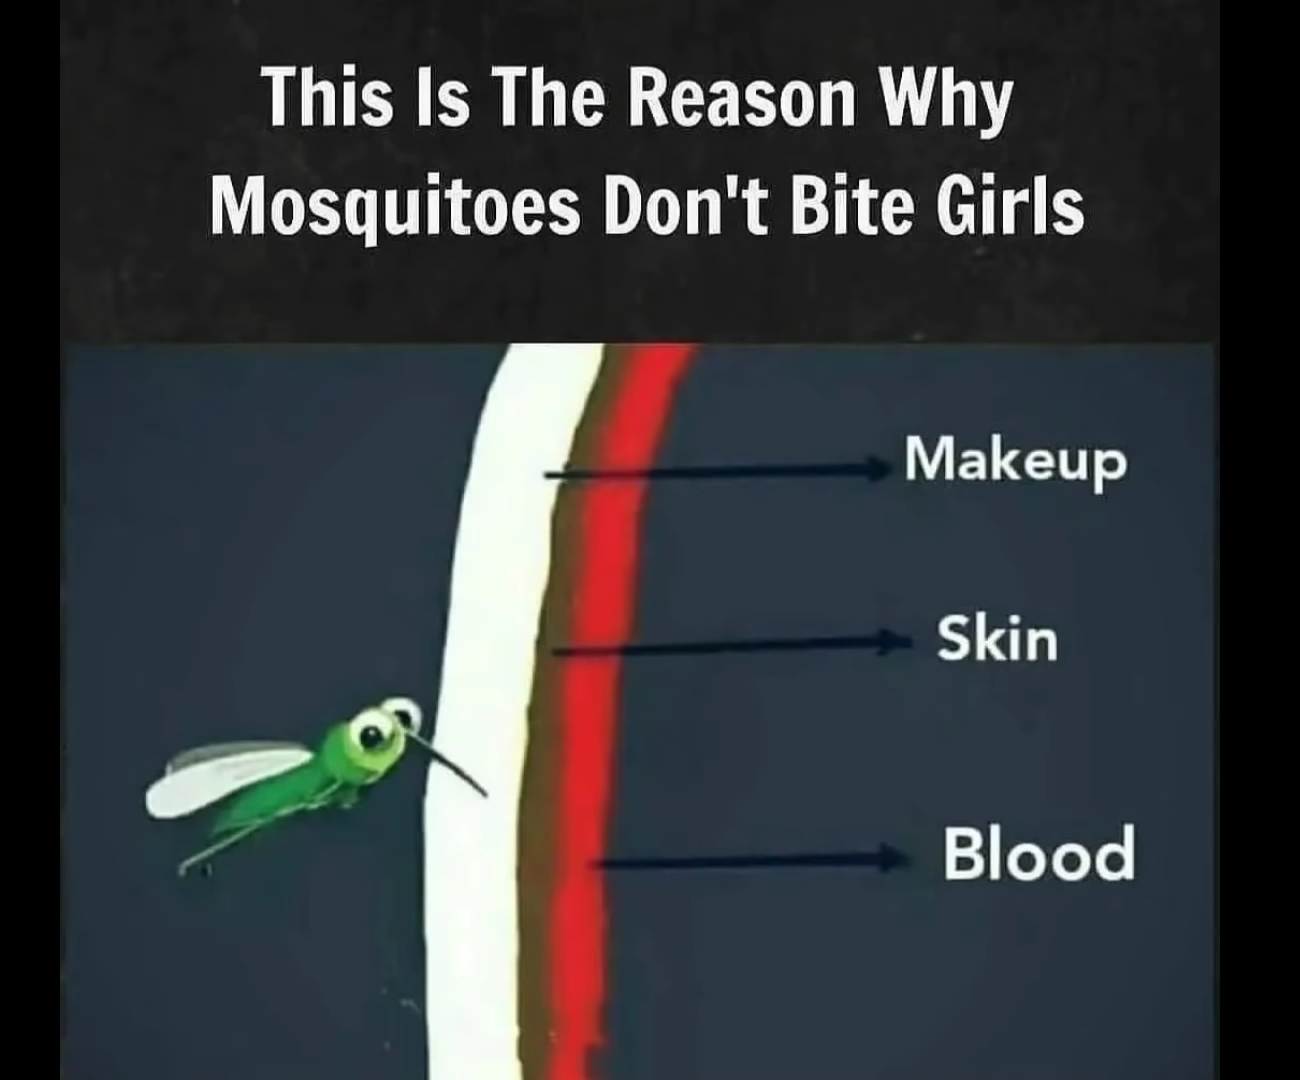 This Is The Reason Why
Mosquitoes Don't Bite Girls
Makeup
Skin
Blood